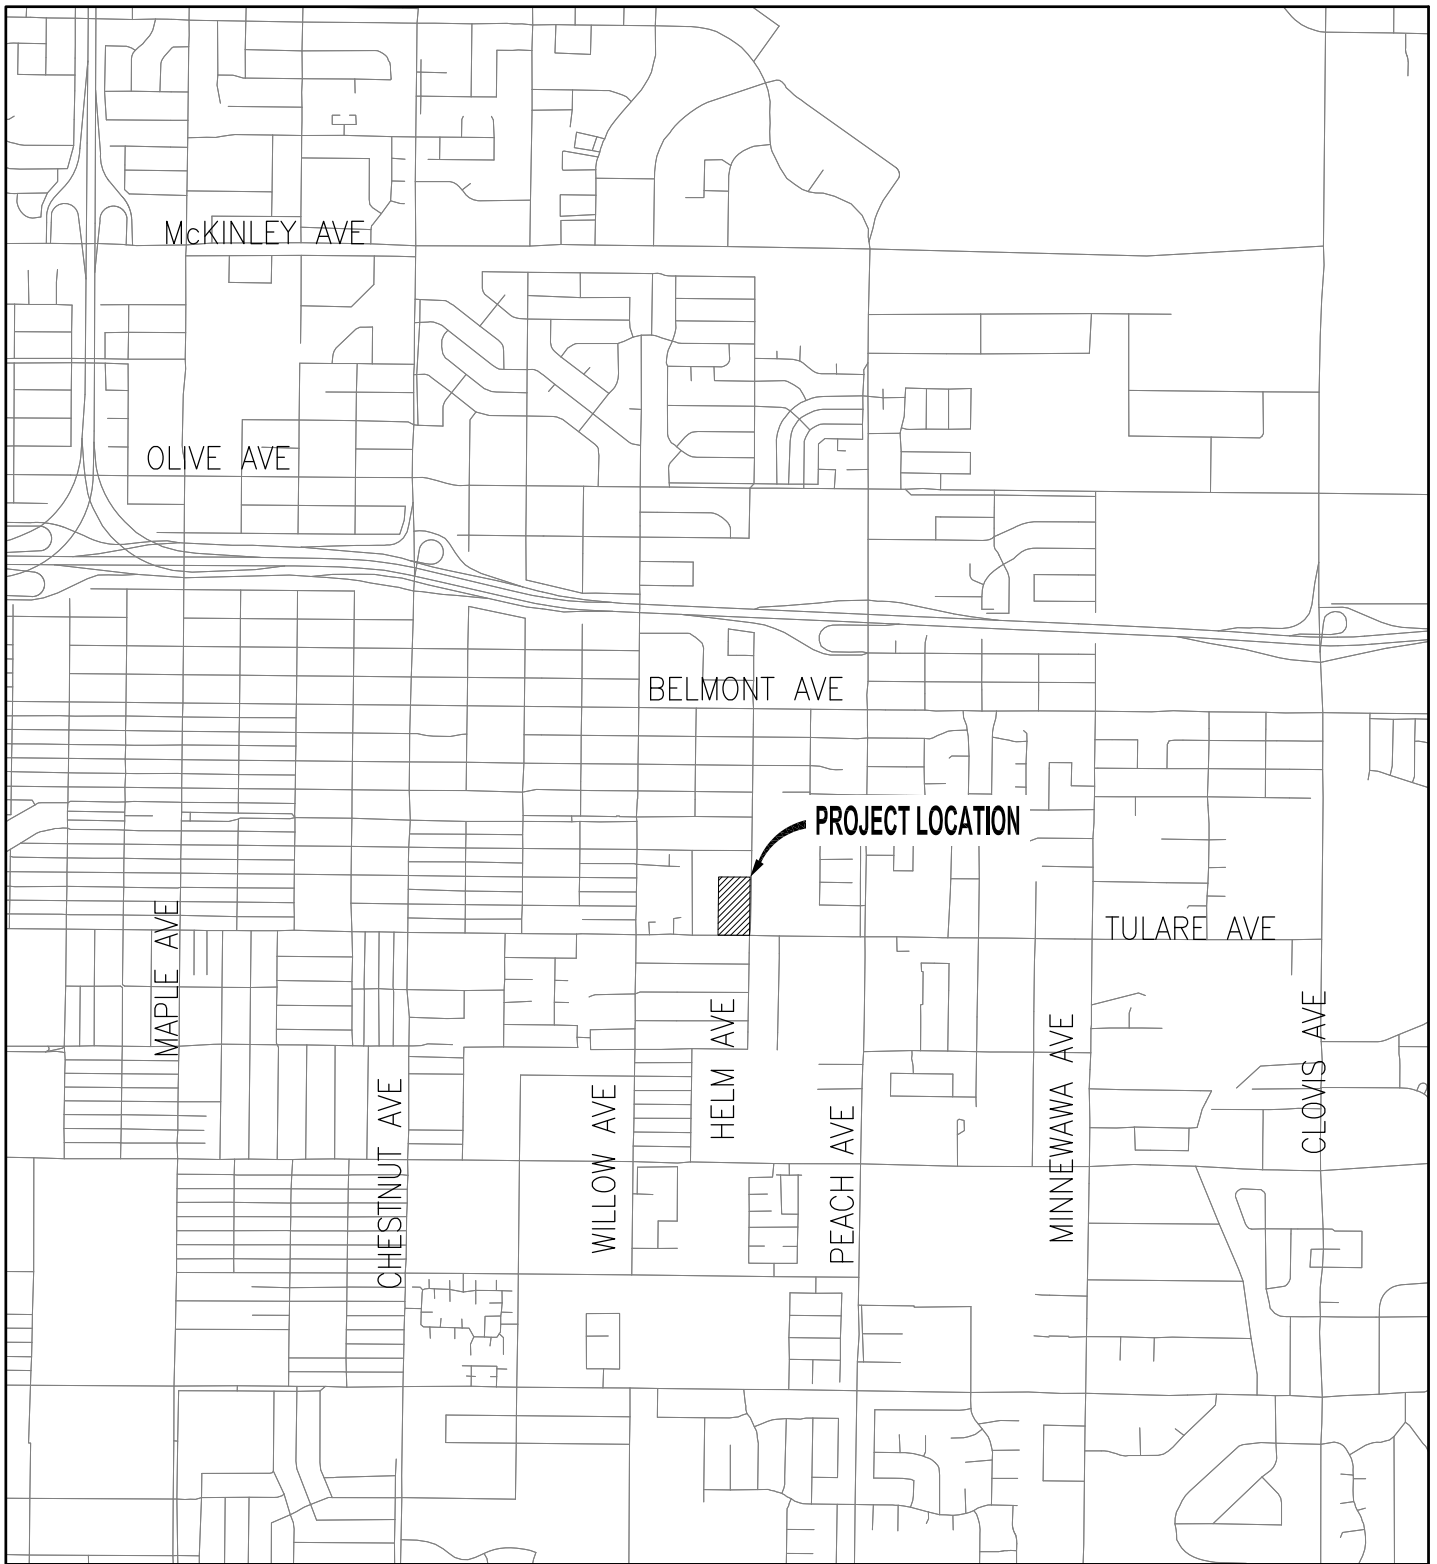 McKINLEY AVE
OLIVE AVE
BELMONT AVE
PROJECT LOCATION
TULARE AVE
MAPLE AVE
CHESTNUT AVE
WILLOW AVE
HELM AVE
PEACH AVE
MINNEWAWA AVE
CLOVIS AVE